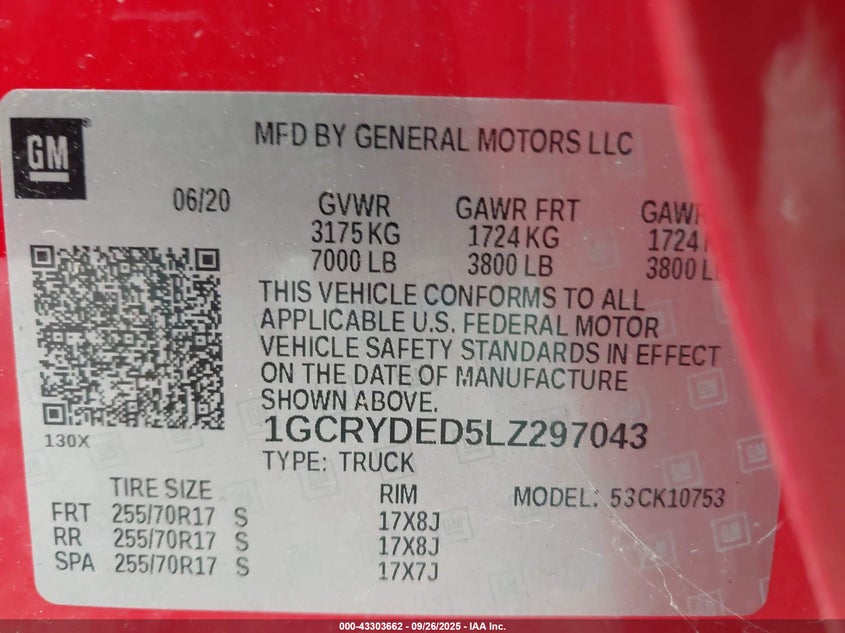 GM
MFD BY GENERAL MOTORS LLC
06/20 GVWR GAWR FRT GAWR
3175 KG 1724 KG 1724
7000 LB 3800 LB 3800
THIS VEHICLE CONFORMS TO ALL
APPLICABLE U.S. FEDERAL MOTOR
VEHICLE SAFETY STANDARDS IN EFFECT
ON THE DATE OF MANUFACTURE
SHOWN ABOVE.
130X
1GCRYDED5LZ297043
TYPE: TRUCK
TIRE SIZE RIM MODEL: 53CK10753
FRT 255/70R17 S 17X8J
RR 255/70R17 S 17X8J
SPA 255/70R17 S 17X7J
000-43303662 - 09/26/2025 - IAA Inc.